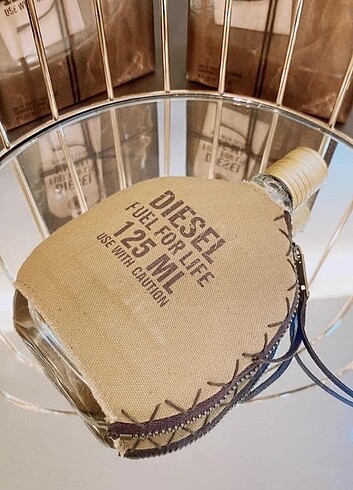 DIESEL
FUEL FOR LIFE
125 ML
USE WITH CAUTION